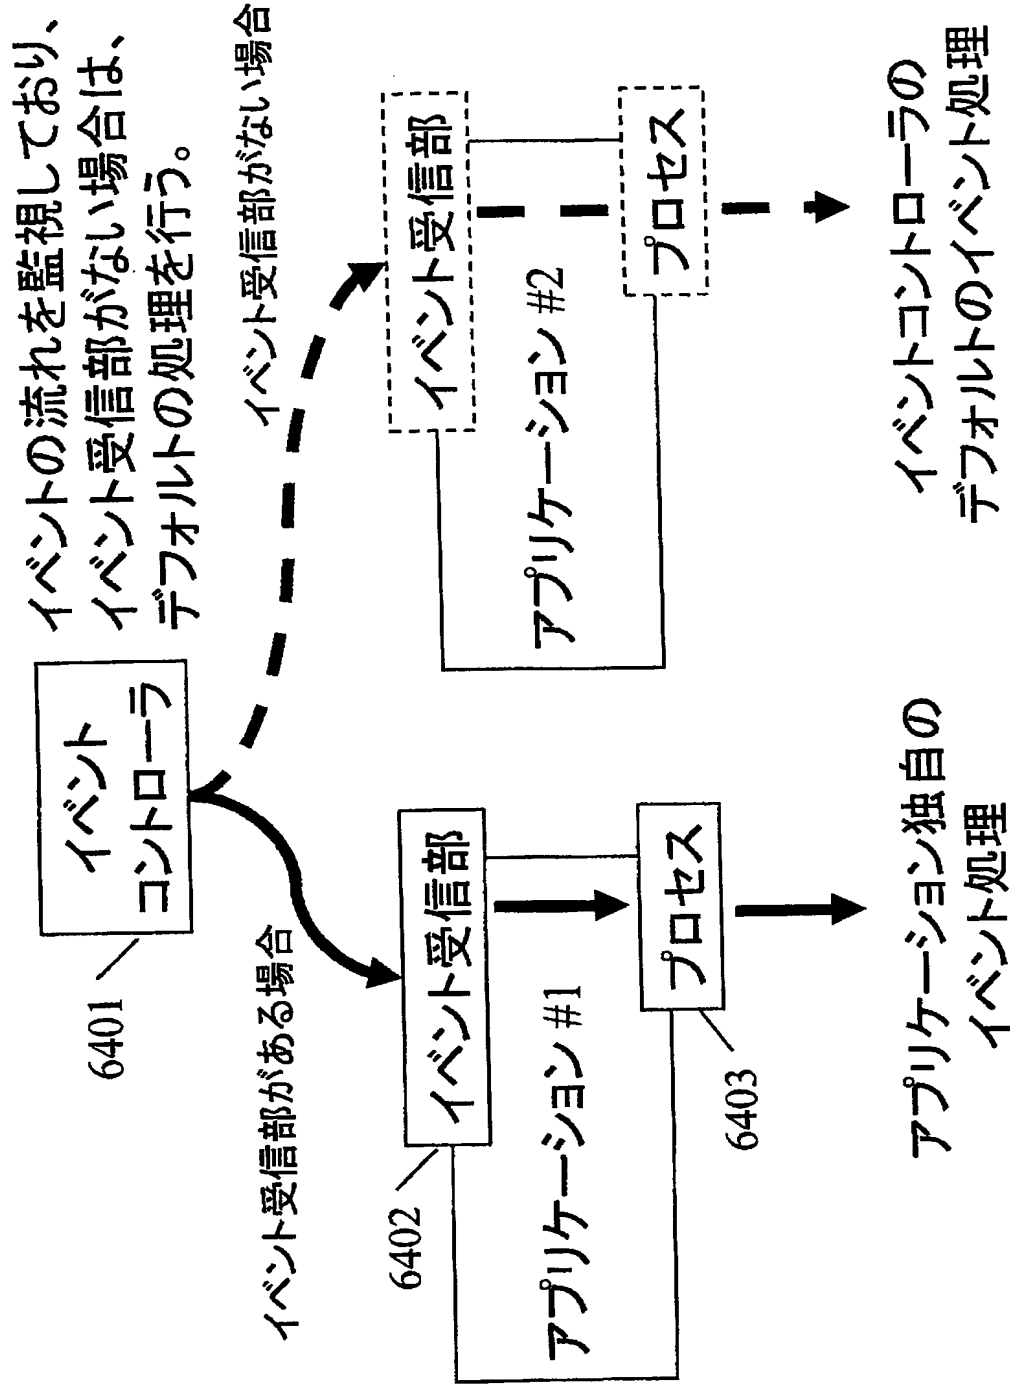 イベントの流れを監視しており、
イベント受信部がない場合は、
デフォルトの処理を行う。
イベント
コントローラ
6401
イベント受信部がある場合
イベント受信部がない場合
イベント受信部
6402
アプリケーション #1
プロセス
6403
アプリケーション独自の
イベント処理
イベント受信部
アプリケーション #2
プロセス
イベントコントローラの
デフォルトのイベント処理